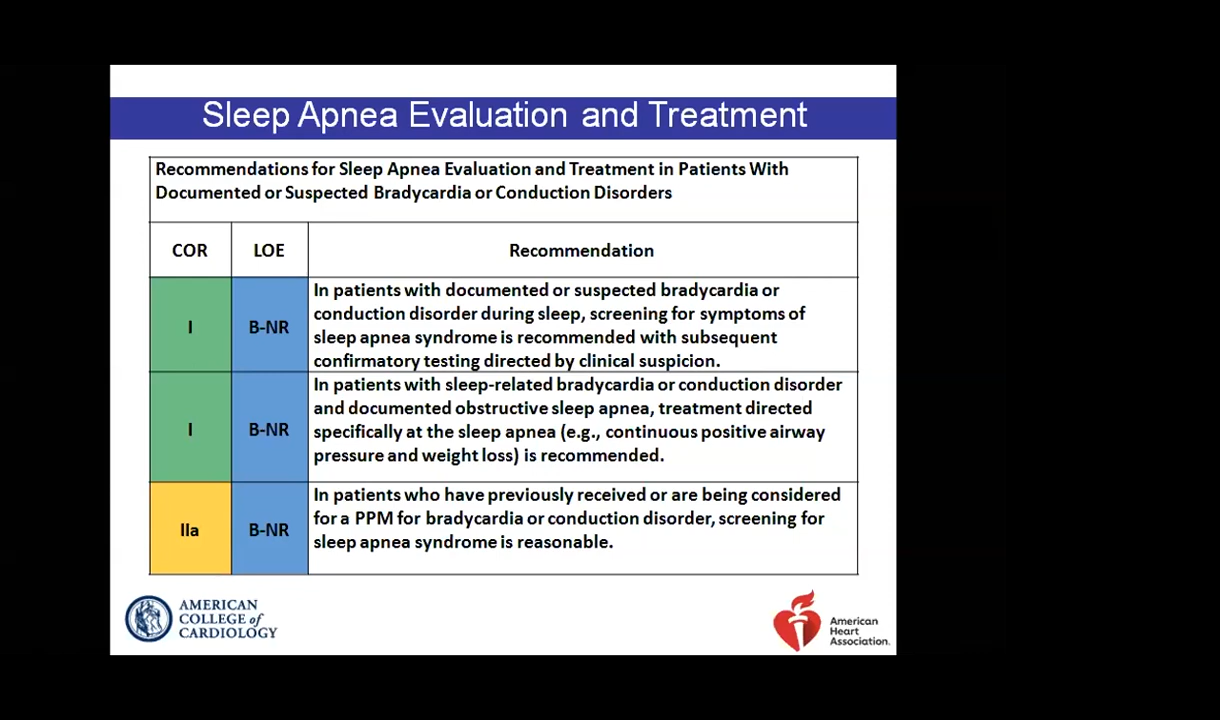 Sleep Apnea Evaluation and Treatment
Recommendations for Sleep Apnea Evaluation and Treatment in Patients With
Documented or Suspected Bradycardia or Conduction Disorders
COR
LOE
Recommendation
I
B-NR
In patients with documented or suspected bradycardia or
conduction disorder during sleep, screening for symptoms of
sleep apnea syndrome is recommended with subsequent
confirmatory testing directed by clinical suspicion.
I
B-NR
In patients with sleep-related bradycardia or conduction disorder
and documented obstructive sleep apnea, treatment directed
specifically at the sleep apnea (e.g., continuous positive airway
pressure and weight loss) is recommended.
IIa
B-NR
In patients who have previously received or are being considered
for a PPM for bradycardia or conduction disorder, screening for
sleep apnea syndrome is reasonable.
AMERICAN
COLLEGE of
CARDIOLOGY
American
Heart
Association.